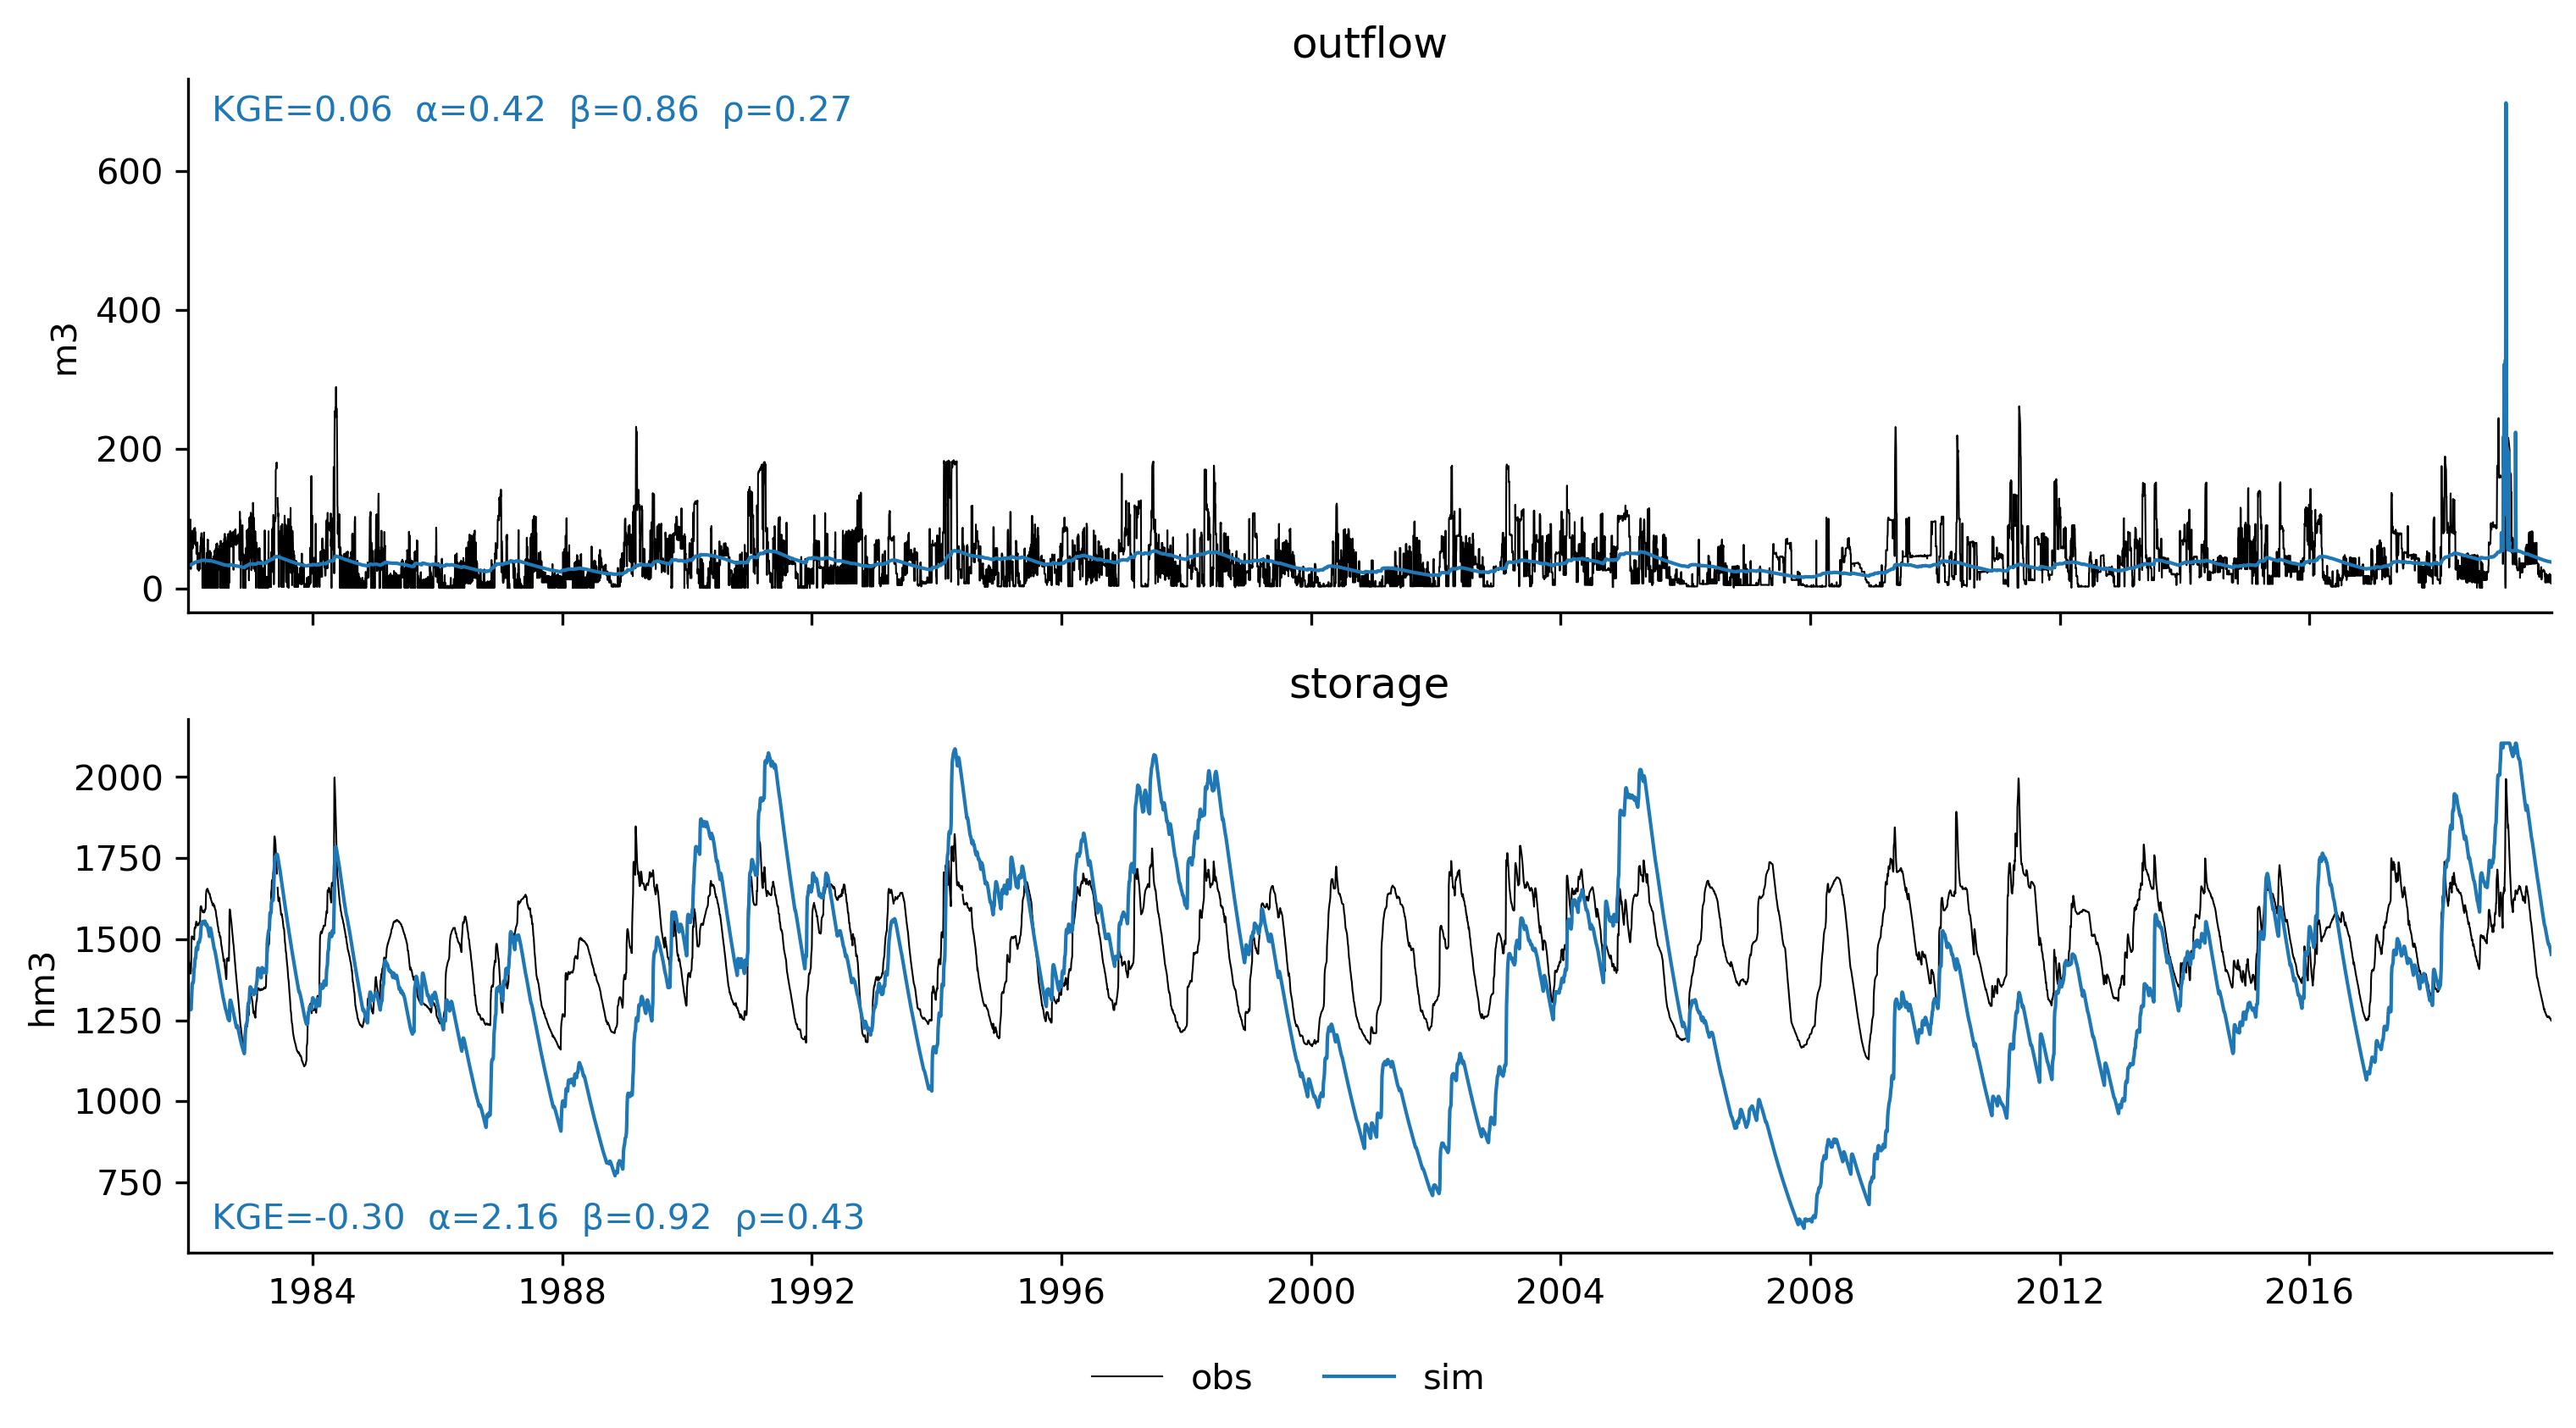 outflow
KGE=0.06 α=0.42 β=0.86 ρ=0.27
600
400
200
0
m3
storage
2000
1750
1500
1250
1000
750
hm3
KGE=-0.30 α=2.16 β=0.92 ρ=0.43
1984 1988 1992 1996 2000 2004 2008 2012 2016
obs sim